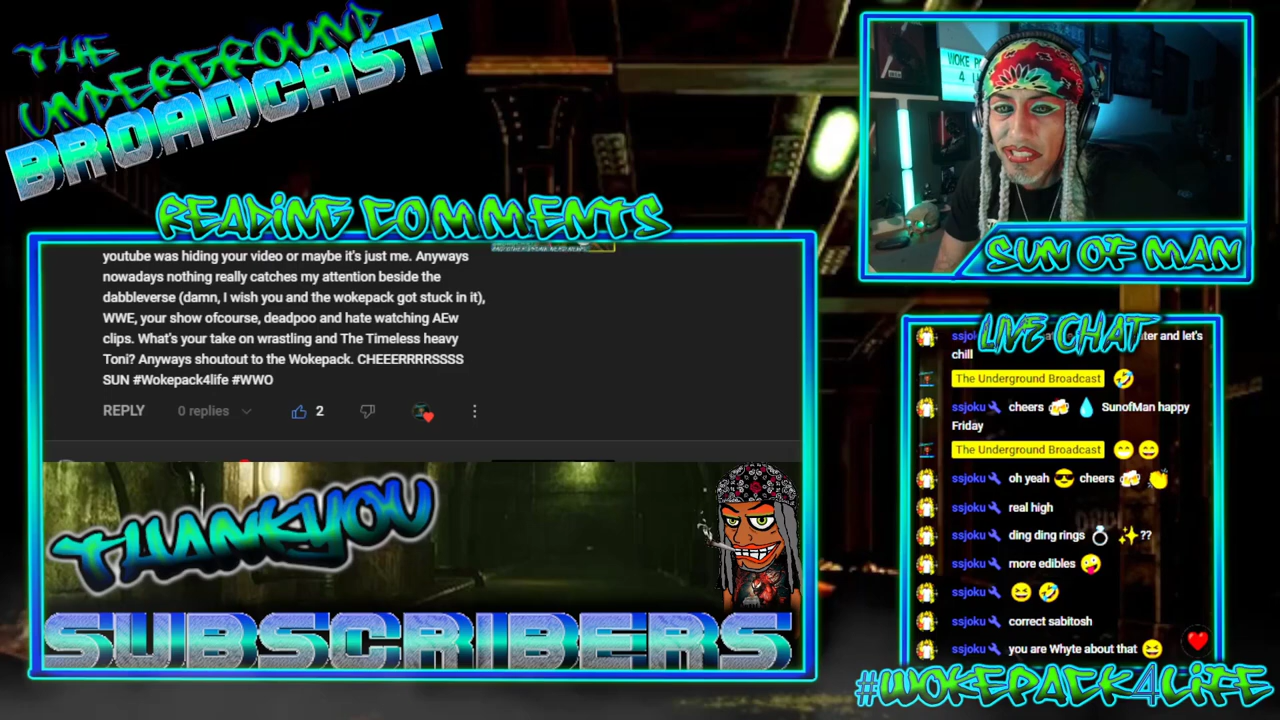 THE
UNDERGROUND
BROADCAST
READING COMMENTS
youtube was hiding your video or maybe it's just me. Anyways
nowadays nothing really catches my attention beside the
dabbleverse (damn, I wish you and the wokepack got stuck in it),
WWE, your show ofcourse, deadpoo and hate watching AEw
clips. What's your take on wrastling and The Timeless heavy
Toni? Anyways shoutout to the Wokepack. CHEEERRRRSSSS
SUN #Wokepack4life #WWO
REPLY 0 replies 2
THANKYOU
SUBSCRIBERS
WOKE
4
SUN OF MAN
LIVE CHAT
and let's
chill
The Underground Broadcast 🤣
ssjoku cheers 🍻 💧 SunofMan happy
Friday
The Underground Broadcast 😁 😄
ssjoku oh yeah 😎 cheers 🍻 👏
ssjoku real high
ssjoku ding ding rings 💍 ✨??
ssjoku more edibles 🤪
ssjoku 😆 🤣
ssjoku correct sabitosh
ssjoku you are Whyte about that 😆
#WOKEPACK4LIFE